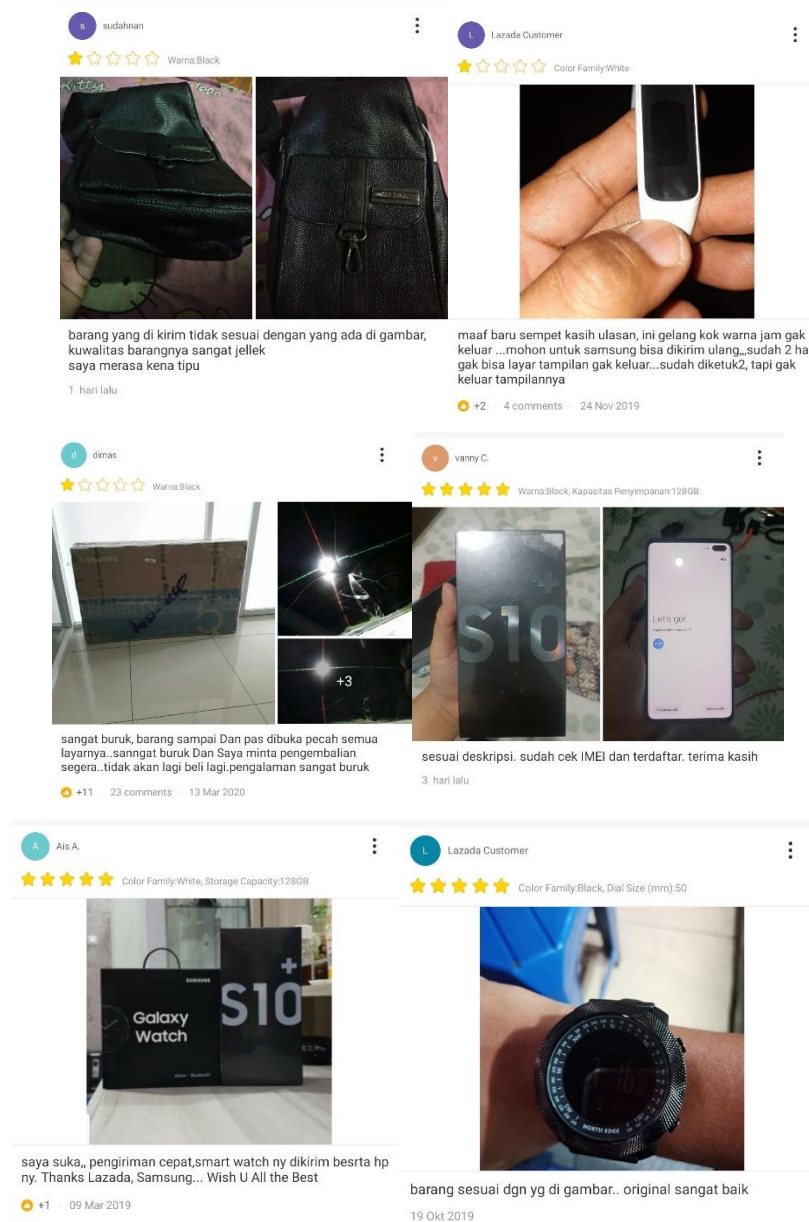 s
sudahnan
Warna:Black
barang yang di kirim tidak sesuai dengan yang ada di gambar,
kuwalitas barangnya sangat jellek
saya merasa kena tipu
1 hari lalu
L
Lazada Customer
Color Family:White
maaf baru sempet kasih ulasan, ini gelang kok warna jam gak
keluar ...mohon untuk samsung bisa dikirim ulang,,,sudah 2 ha
gak bisa layar tampilan gak keluar...sudah diketuk2, tapi gak
keluar tampilannya
+2 · 4 comments · 24 Nov 2019
d
dimas
Warna:Black
+3
sangat buruk, barang sampai Dan pas dibuka pecah semua
layarnya..sanngat buruk Dan Saya minta pengembalian
segera..tidak akan lagi beli lagi.pengalaman sangat buruk
+11 · 23 comments · 13 Mar 2020
v
vanny C.
Warna:Black, Kapasitas Penyimpanan:128GB
S10+
Let's go!
sesuai deskripsi. sudah cek IMEI dan terdaftar. terima kasih
3 hari lalu
A
Ais A.
Color Family:White, Storage Capacity:128GB
SAMSUNG
Galaxy
Watch
S10+
saya suka,, pengiriman cepat,smart watch ny dikirim besrta hp
ny. Thanks Lazada, Samsung... Wish U All the Best
+1 · 09 Mar 2019
L
Lazada Customer
Color Family:Black, Dial Size (mm):50
NORTH EDGE
barang sesuai dgn yg di gambar.. original sangat baik
19 Okt 2019